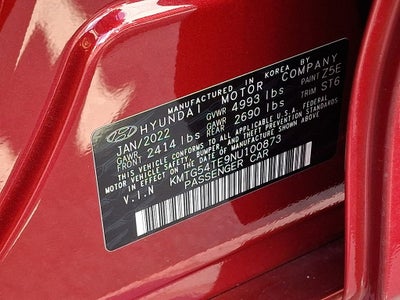 MANUFACTURED IN KOREA BY
HYUNDAI MOTOR COMPANY
JAN/2022 GVWR 4993 lbs PAINT Z5E
GAWR FRONT 2414 lbs GAWR REAR 2690 lbs TRIM ST6
THIS VEHICLE CONFORMS TO ALL APPLICABLE U.S.A. FEDERAL
MOTOR VEHICLE SAFETY, BUMPER, AND THEFT PREVENTION STANDARDS
IN EFFECT ON THE DATE OF MANUFACTURE SHOWN ABOVE.
V.I.N KMTG54TE9NU100873
PASSENGER CAR